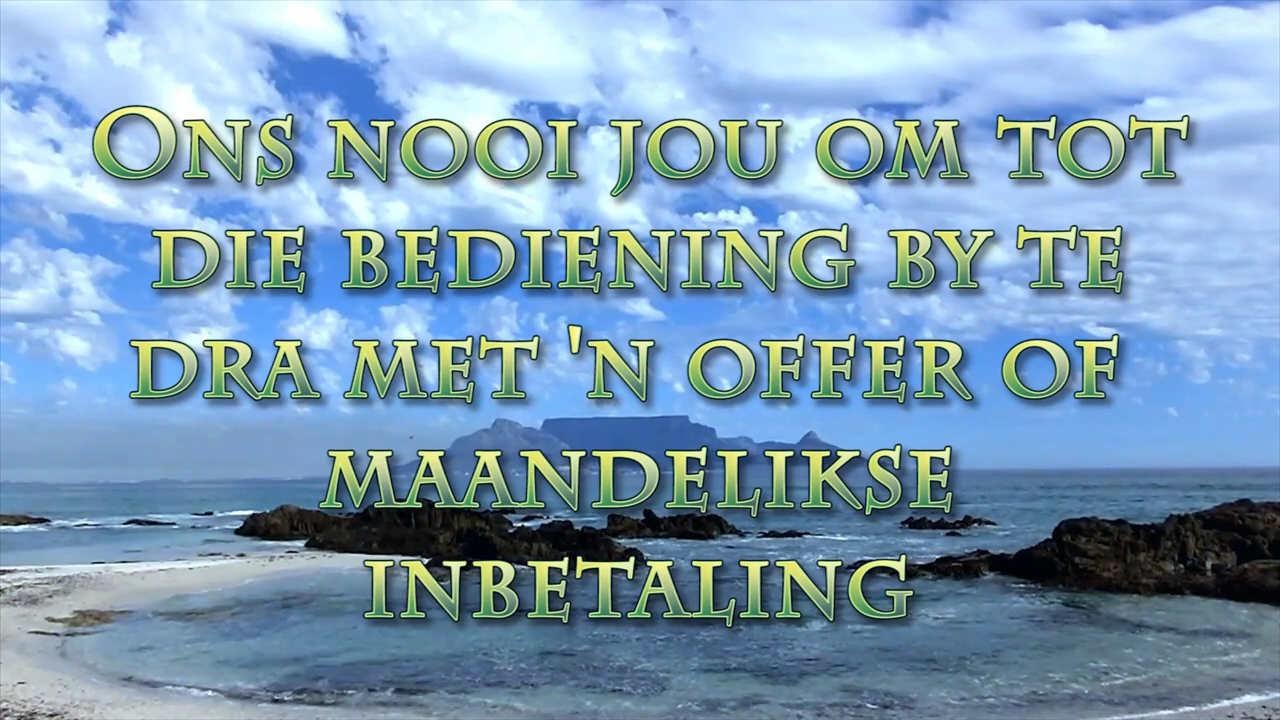 Ons nooi jou om tot
die bediening by te
dra met 'n offer of
maandelikse
inbetaling